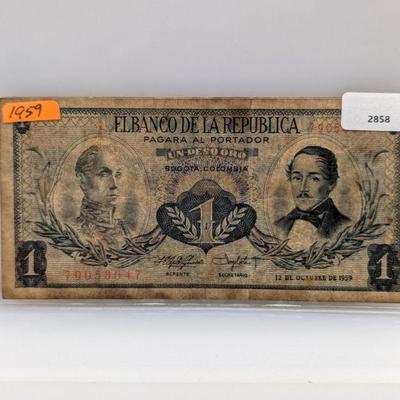 1959
2858
EL BANCO DE LA REPUBLICA
PAGARA AL PORTADOR
UN PESO ORO
BOGOTA COLOMBIA
1
1 1
79058047
GERENTE SECRETARIO 12 DE OCTUBRE DE 1959